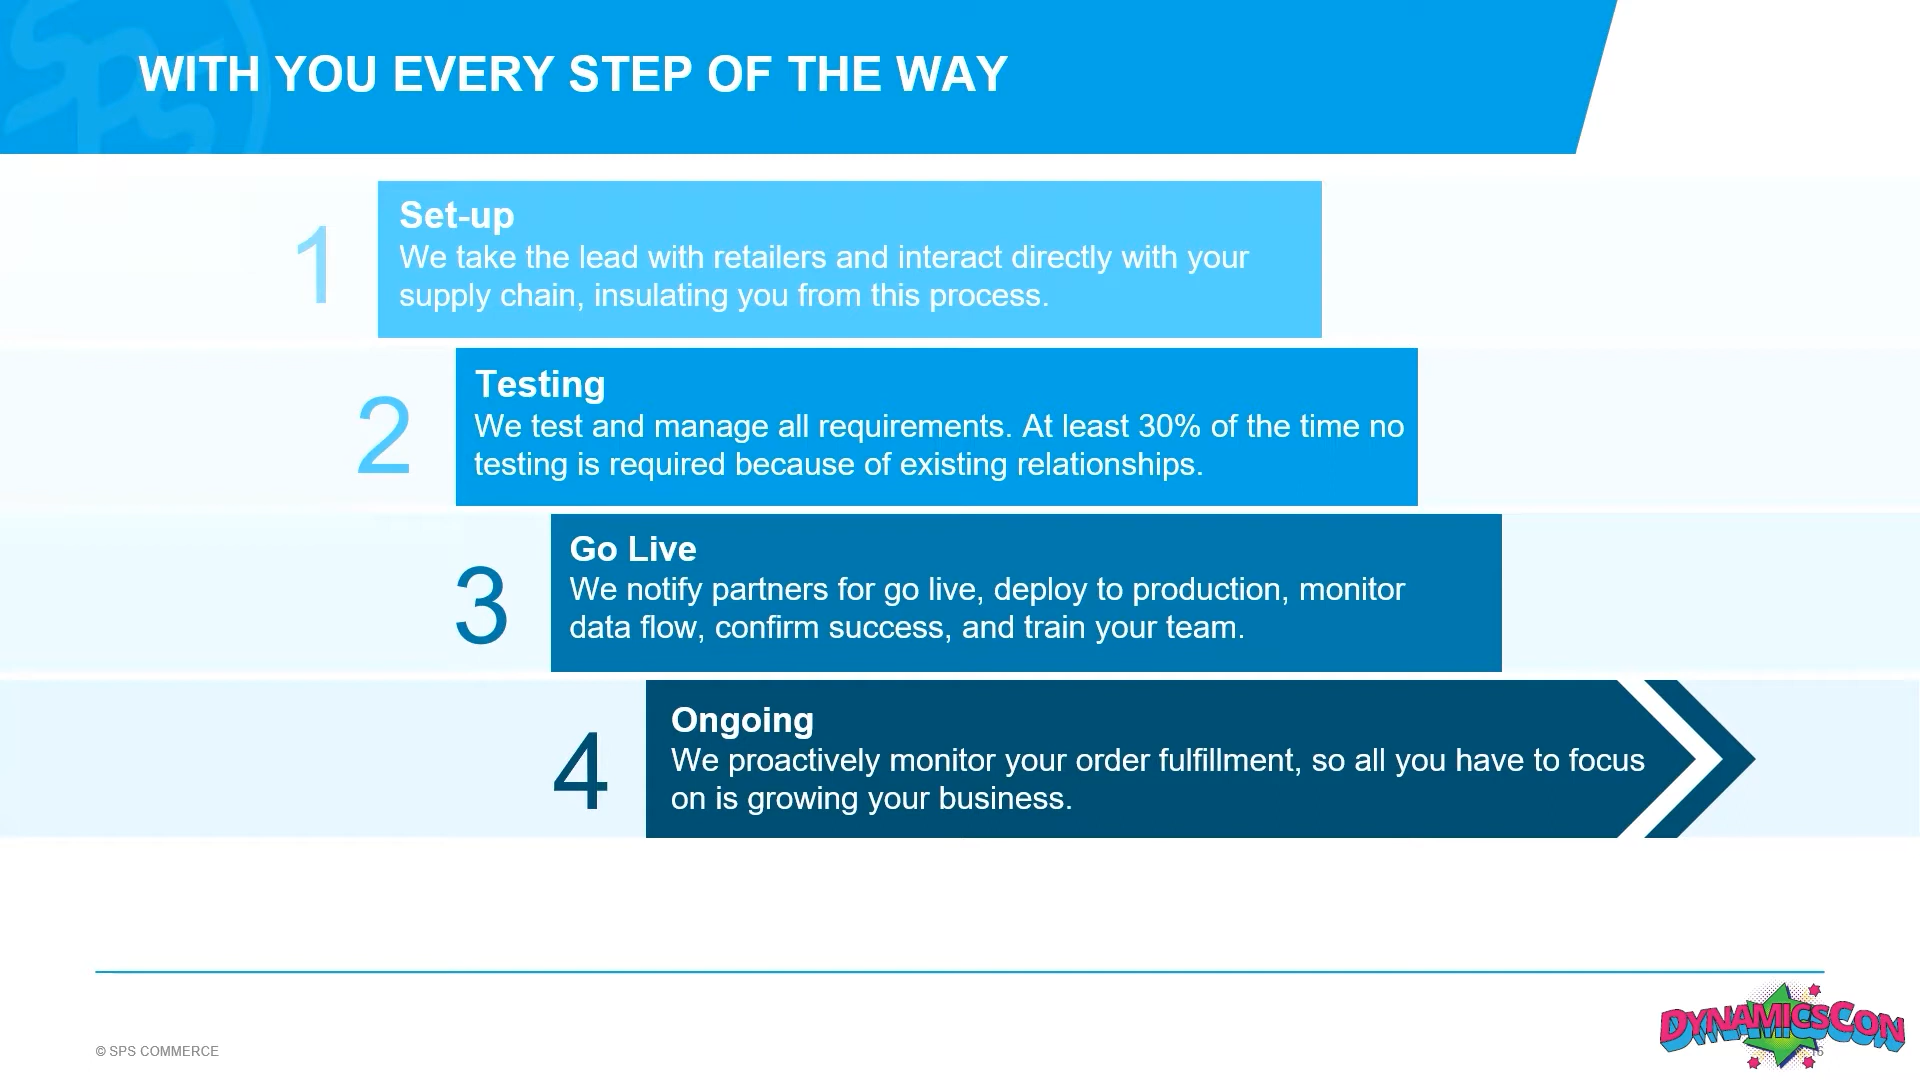 WITH YOU EVERY STEP OF THE WAY
1
Set-up
We take the lead with retailers and interact directly with your
supply chain, insulating you from this process.
2
Testing
We test and manage all requirements. At least 30% of the time no
testing is required because of existing relationships.
3
Go Live
We notify partners for go live, deploy to production, monitor
data flow, confirm success, and train your team.
4
Ongoing
We proactively monitor your order fulfillment, so all you have to focus
on is growing your business.
© SPS COMMERCE
DYNAMICSCON
SPS